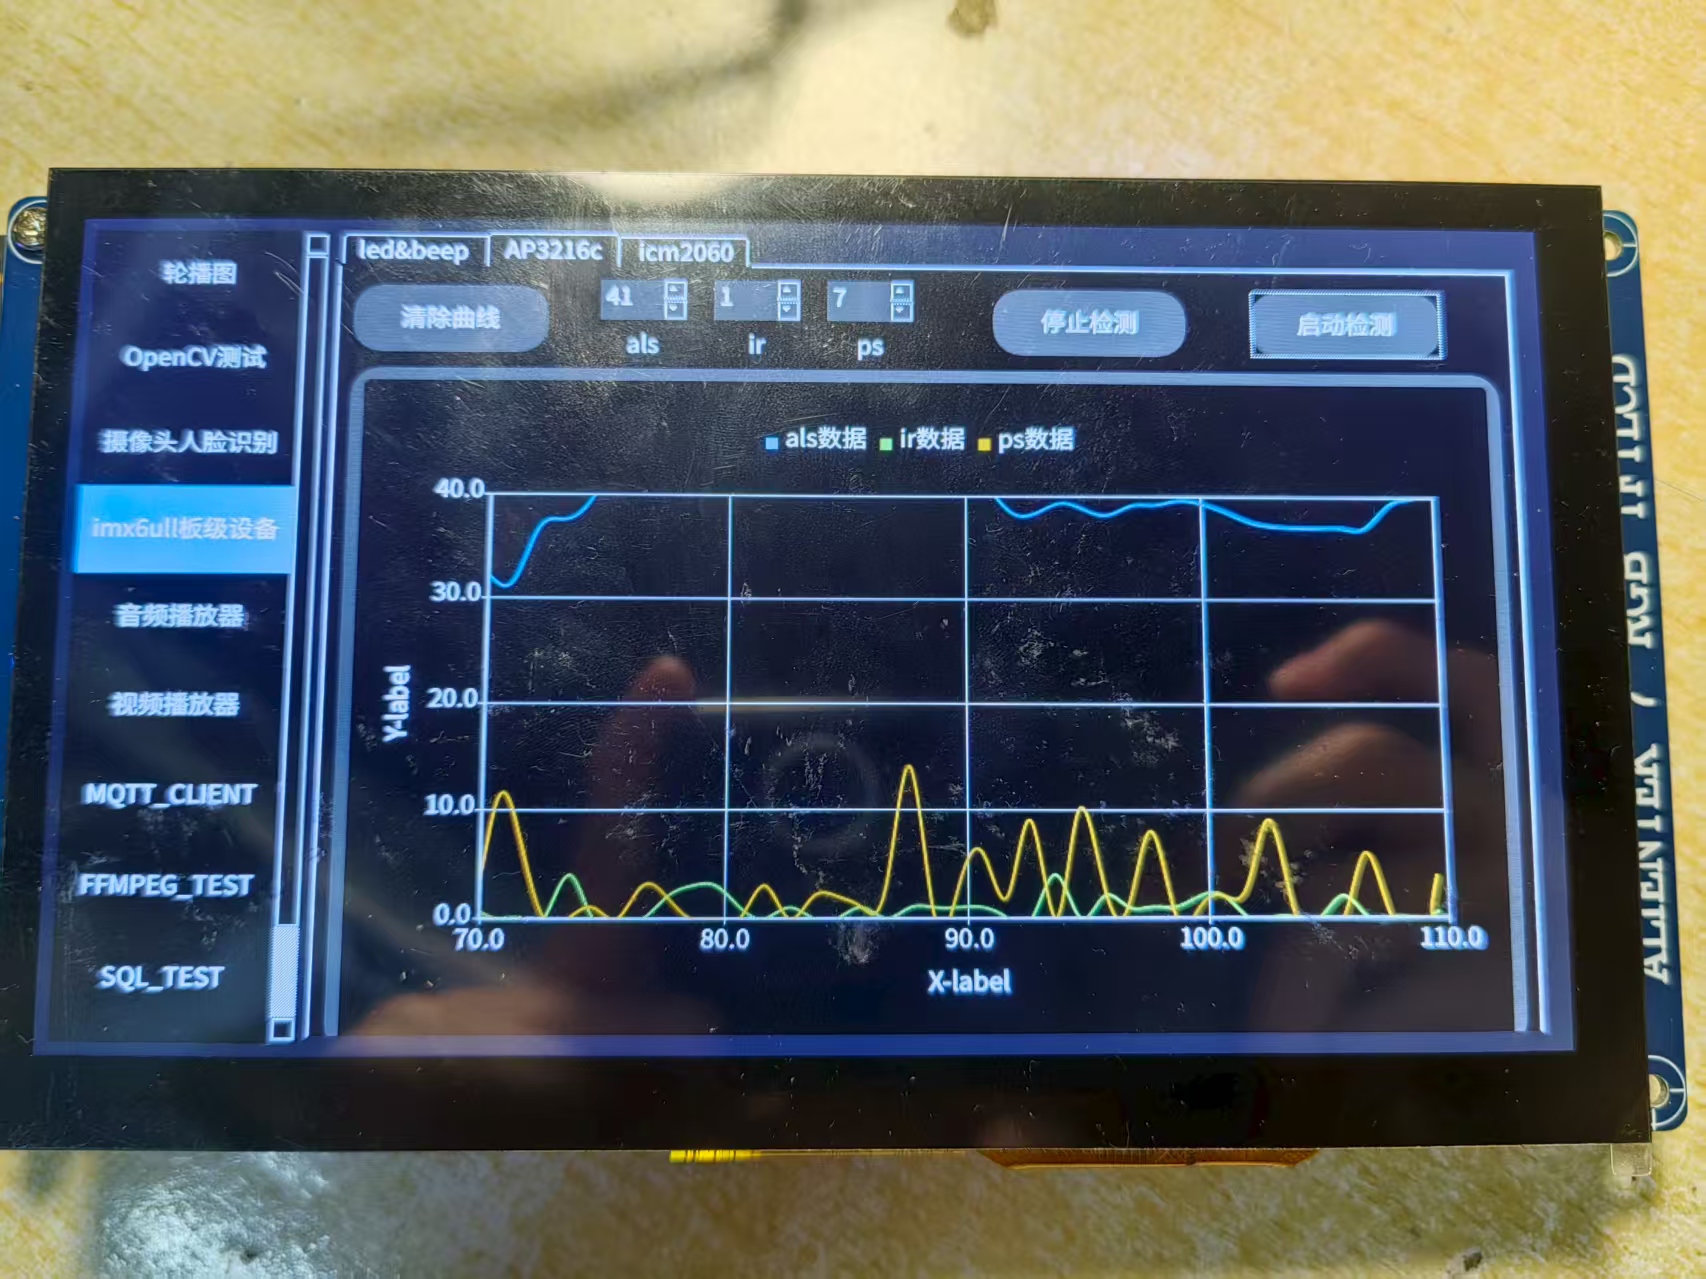 轮播图
OpenCV测试
摄像头人脸识别
imx6ull板级设备
音频播放器
视频播放器
MQTT_CLIENT
FFMPEG_TEST
SQL_TEST
led&beep AP3216c icm2060
清除曲线 41 1 7 停止检测 启动检测
als ir ps
als数据 ir数据 ps数据
40.0
30.0
20.0
10.0
0.0
Y-label
70.0 80.0 90.0 100.0 110.0
X-label
ALIENTEK / RGB TFTLCD